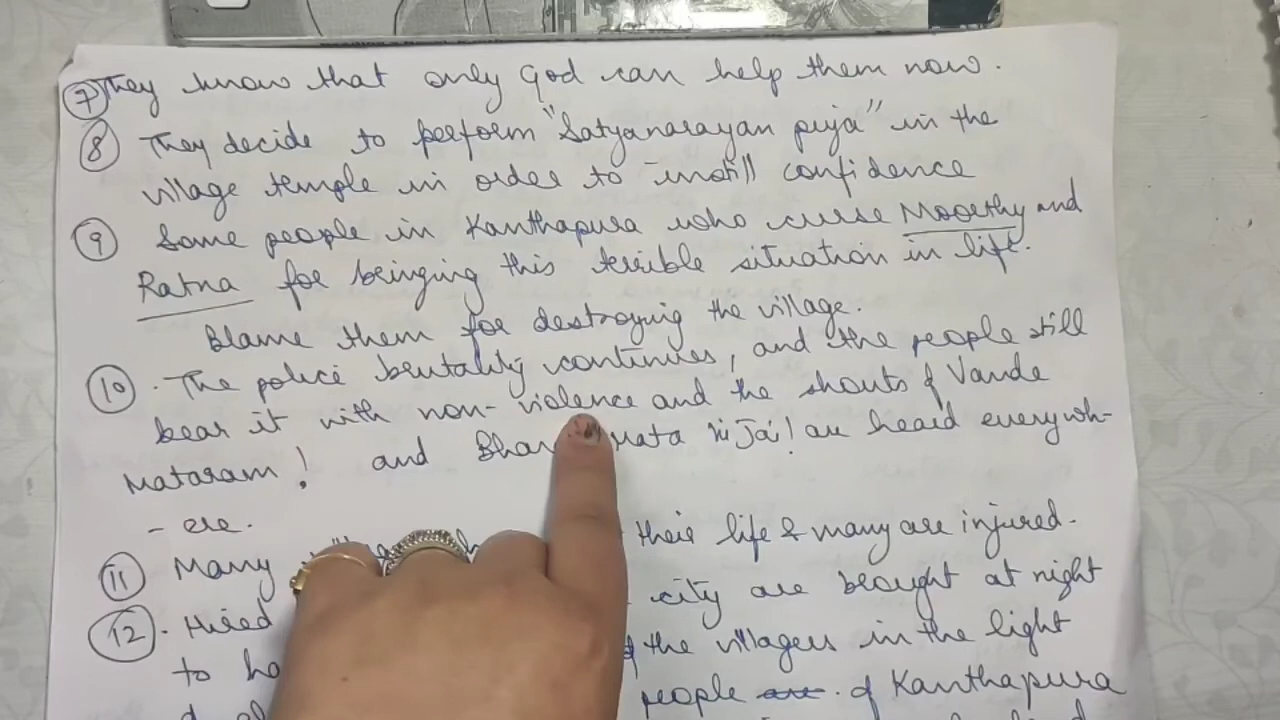 7 They know that only God can help them now.
8 They decide to perform "Satyanarayan puja" in the
village temple in order to instill confidence
9 Some people in Kanthapura who curse Moorthy and
Ratna for bringing this terrible situation in life.
Blame them for destroying the village.
10. The police brutality continues, and the people still
bear it with non-violence and the shouts of Vande
Mataram! and Mata ki Jai! are heard everywh-
- ere.
11 Many their life & many are injured.
12. Hired city are brought at night
to the villagers in the light
people are. of Kanthapura